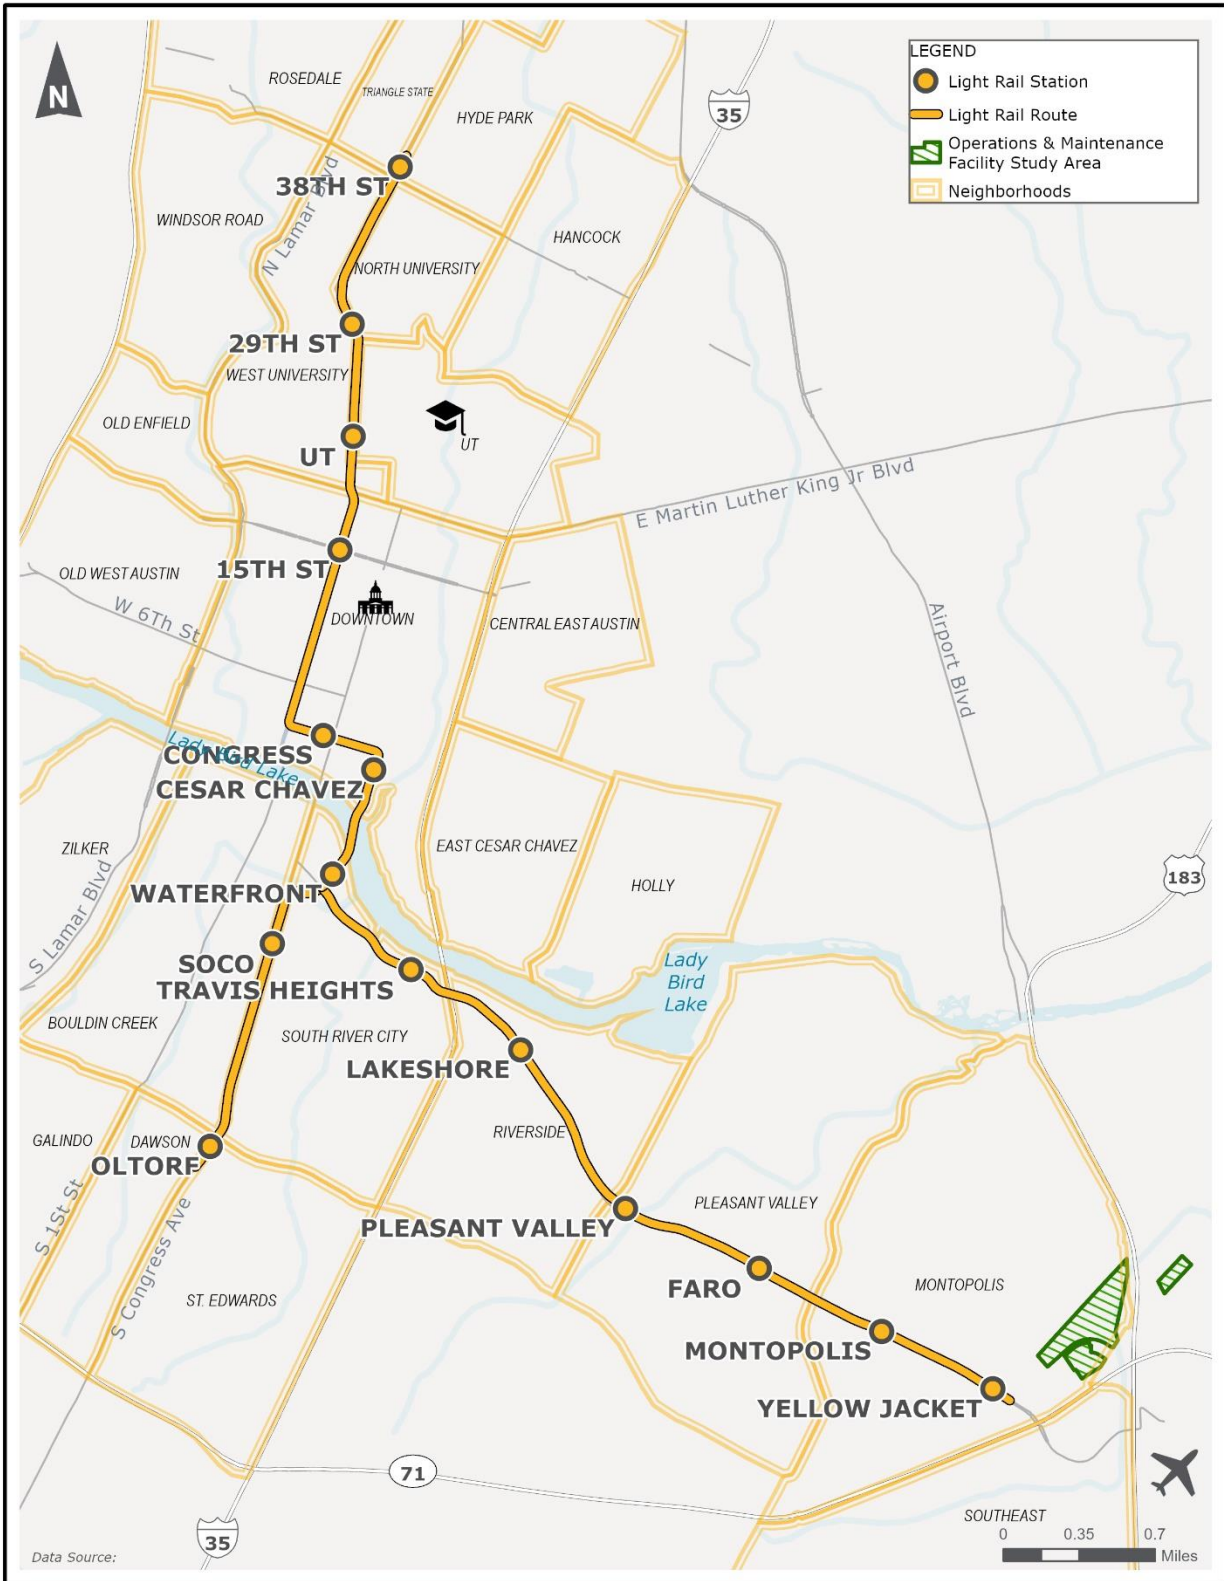 LEGEND
Light Rail Station
Light Rail Route
Operations & Maintenance
Facility Study Area
Neighborhoods
N
ROSEDALE
TRIANGLE STATE
HYDE PARK
35
38TH ST
N Lamar Blvd
WINDSOR ROAD
HANCOCK
NORTH UNIVERSITY
29TH ST
WEST UNIVERSITY
OLD ENFIELD
UT
UT
E Martin Luther King Jr Blvd
15TH ST
OLD WEST AUSTIN
W 6Th St
DOWNTOWN
CENTRAL EAST AUSTIN
Airport Blvd
CONGRESS
Lady Bird Lake
CESAR CHAVEZ
ZILKER
EAST CESAR CHAVEZ
HOLLY
183
WATERFRONT
S Lamar Blvd
SOCO
TRAVIS HEIGHTS
Lady
Bird
Lake
BOULDIN CREEK
SOUTH RIVER CITY
LAKESHORE
RIVERSIDE
GALINDO
DAWSON
OLTORF
S 1St St
PLEASANT VALLEY
PLEASANT VALLEY
S Congress Ave
FARO
MONTOPOLIS
ST. EDWARDS
MONTOPOLIS
YELLOW JACKET
71
SOUTHEAST
35
0 0.35 0.7
Miles
Data Source: